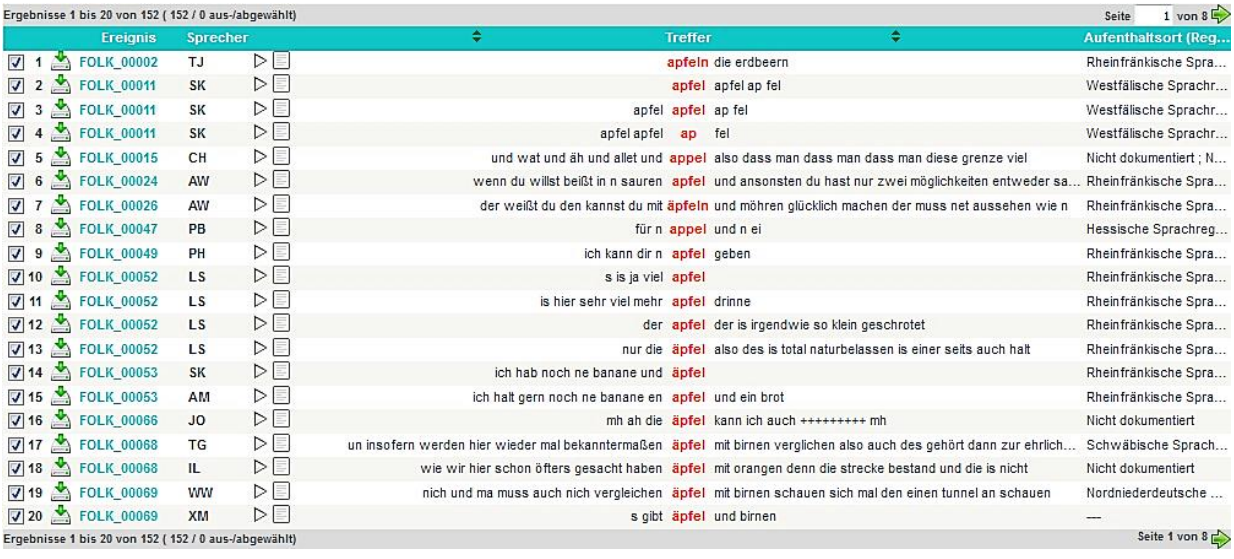 Ergebnisse 1 bis 20 von 152 ( 152 / 0 aus-/abgewählt) Seite 1 von 8
Ereignis Sprecher Treffer Aufenthaltsort (Reg...
1 FOLK_00002 TJ apfeln die erdbeern Rheinfränkische Spra...
2 FOLK_00011 SK apfel apfel ap fel Westfälische Sprachr...
3 FOLK_00011 SK apfel apfel ap fel Westfälische Sprachr...
4 FOLK_00011 SK apfel apfel ap fel Westfälische Sprachr...
5 FOLK_00015 CH und wat und äh und allet und appel also dass man dass man dass man diese grenze viel Nicht dokumentiert ; N...
6 FOLK_00024 AW wenn du willst beißt in n sauren apfel und ansonsten du hast nur zwei möglichkeiten entweder sa... Rheinfränkische Spra...
7 FOLK_00026 AW der weißt du den kannst du mit äpfeln und möhren glücklich machen der muss net aussehen wie n Rheinfränkische Spra...
8 FOLK_00047 PB für n appel und n ei Hessische Sprachreg...
9 FOLK_00049 PH ich kann dir n apfel geben Rheinfränkische Spra...
10 FOLK_00052 LS s is ja viel apfel Rheinfränkische Spra...
11 FOLK_00052 LS is hier sehr viel mehr apfel drinne Rheinfränkische Spra...
12 FOLK_00052 LS der apfel der is irgendwie so klein geschrotet Rheinfränkische Spra...
13 FOLK_00052 LS nur die äpfel also des is total naturbelassen is einer seits auch halt Rheinfränkische Spra...
14 FOLK_00053 SK ich hab noch ne banane und äpfel Rheinfränkische Spra...
15 FOLK_00053 AM ich halt gern noch ne banane en apfel und ein brot Rheinfränkische Spra...
16 FOLK_00066 JO mh ah die äpfel kann ich auch +++++++++ mh Nicht dokumentiert
17 FOLK_00068 TG un insofern werden hier wieder mal bekanntermaßen äpfel mit birnen verglichen also auch des gehört dann zur ehrlich... Schwäbische Sprach...
18 FOLK_00068 IL wie wir hier schon öfters gesacht haben äpfel mit orangen denn die strecke bestand und die is nicht Nicht dokumentiert
19 FOLK_00069 WW nich und ma muss auch nich vergleichen äpfel mit birnen schauen sich mal den einen tunnel an schauen Nordniederdeutsche ...
20 FOLK_00069 XM s gibt äpfel und birnen ---
Ergebnisse 1 bis 20 von 152 ( 152 / 0 aus-/abgewählt) Seite 1 von 8